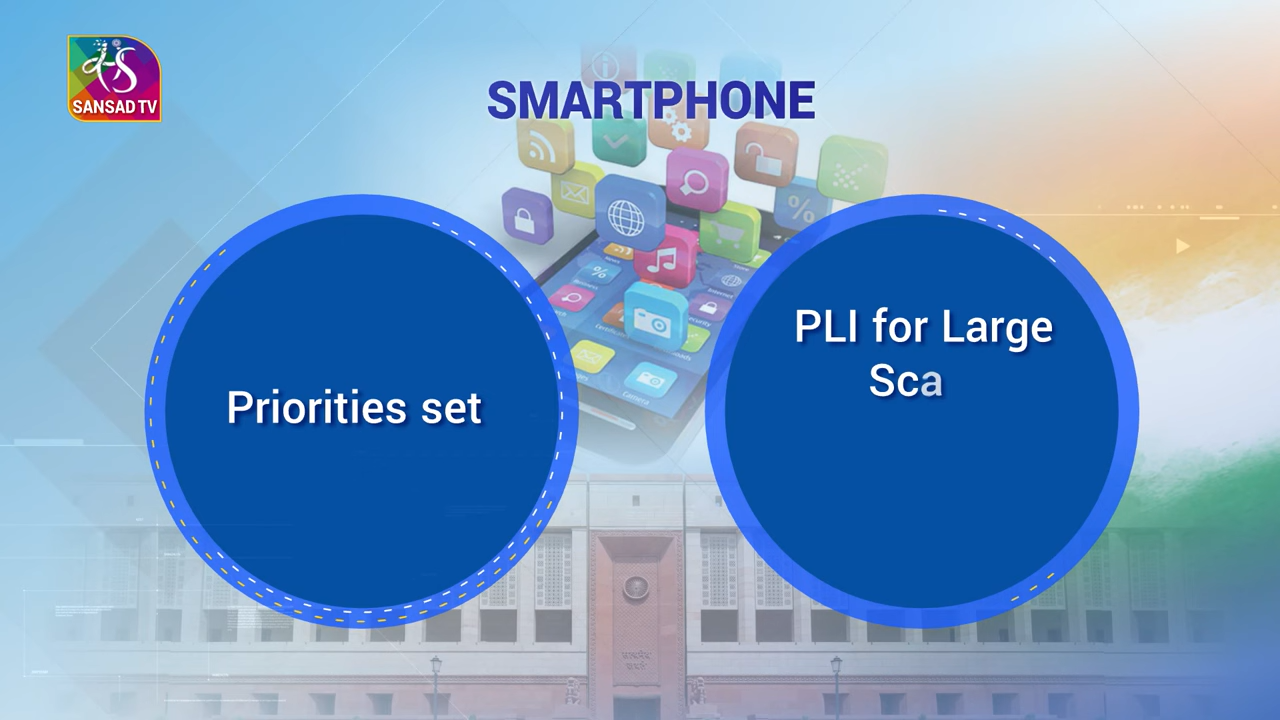 SANSAD TV
SMARTPHONE
Priorities set
PLI for Large
Sca